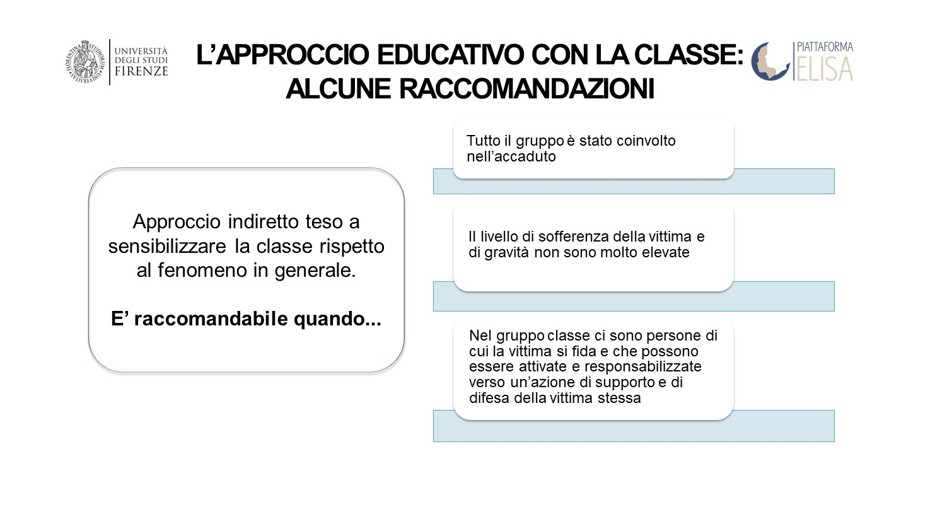 UNIVERSITÀ
DEGLI STUDI
FIRENZE
L’APPROCCIO EDUCATIVO CON LA CLASSE:
ALCUNE RACCOMANDAZIONI
PIATTAFORMA
ELISA
Approccio indiretto teso a
sensibilizzare la classe rispetto
al fenomeno in generale.
E’ raccomandabile quando...
Tutto il gruppo è stato coinvolto
nell’accaduto
Il livello di sofferenza della vittima e
di gravità non sono molto elevate
Nel gruppo classe ci sono persone di
cui la vittima si fida e che possono
essere attivate e responsabilizzate
verso un’azione di supporto e di
difesa della vittima stessa